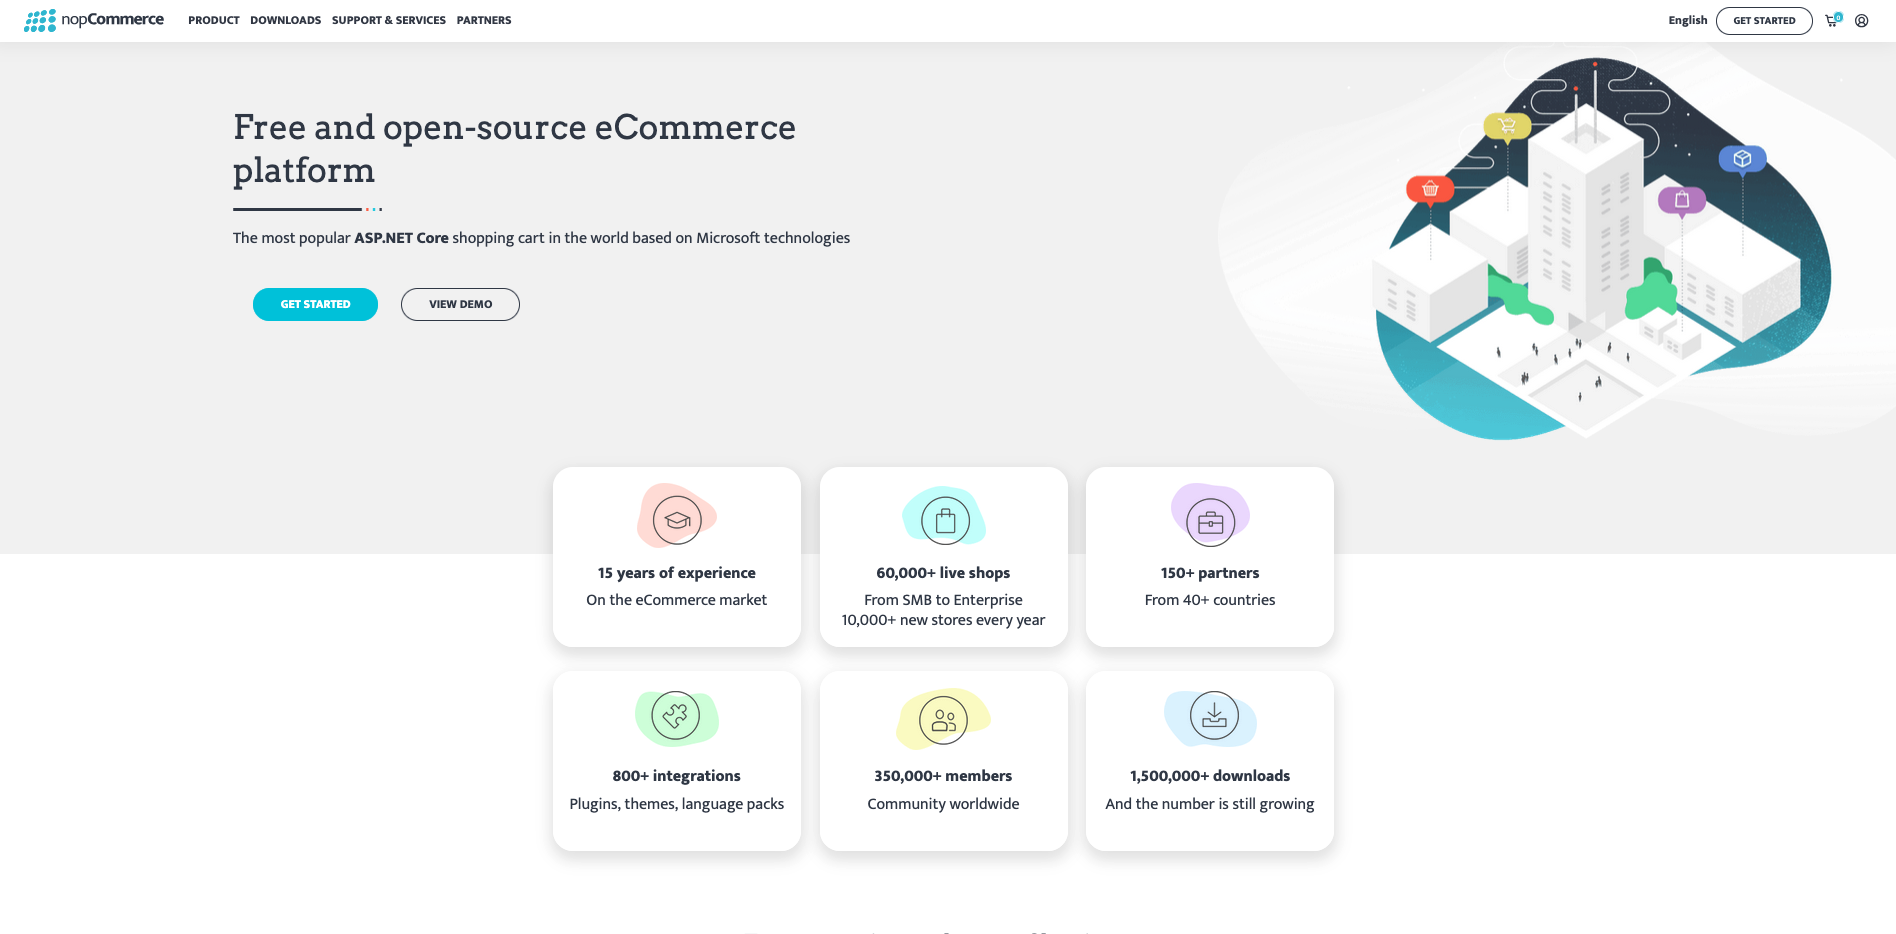 nopCommerce
PRODUCT DOWNLOADS SUPPORT & SERVICES PARTNERS
English GET STARTED 0
Free and open-source eCommerce
platform
The most popular ASP.NET Core shopping cart in the world based on Microsoft technologies
GET STARTED VIEW DEMO
15 years of experience
On the eCommerce market
60,000+ live shops
From SMB to Enterprise
10,000+ new stores every year
150+ partners
From 40+ countries
800+ integrations
Plugins, themes, language packs
350,000+ members
Community worldwide
1,500,000+ downloads
And the number is still growing